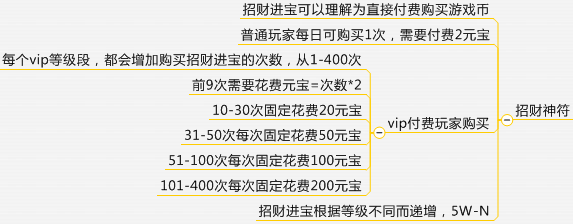 招财进宝可以理解为直接付费购买游戏币
普通玩家每日可购买1次，需要付费2元宝
每个vip等级段，都会增加购买招财进宝的次数，从1-400次
前9次需要花费元宝=次数*2
10-30次固定花费20元宝
31-50次每次固定花费50元宝
51-100次每次固定花费100元宝
101-400次每次固定花费200元宝
vip付费玩家购买
招财进宝根据等级不同而递增，5W-N
招财神符